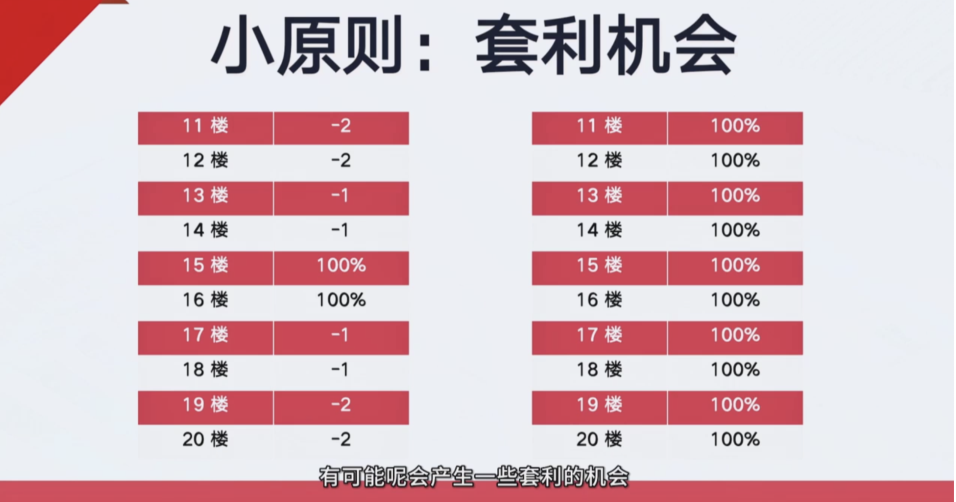 小原则：套利机会
11 楼 -2
12 楼 -2
13 楼 -1
14 楼 -1
15 楼 100%
16 楼 100%
17 楼 -1
18 楼 -1
19 楼 -2
20 楼 -2
11 楼 100%
12 楼 100%
13 楼 100%
14 楼 100%
15 楼 100%
16 楼 100%
17 楼 100%
18 楼 100%
19 楼 100%
20 楼 100%
有可能呢会产生一些套利的机会